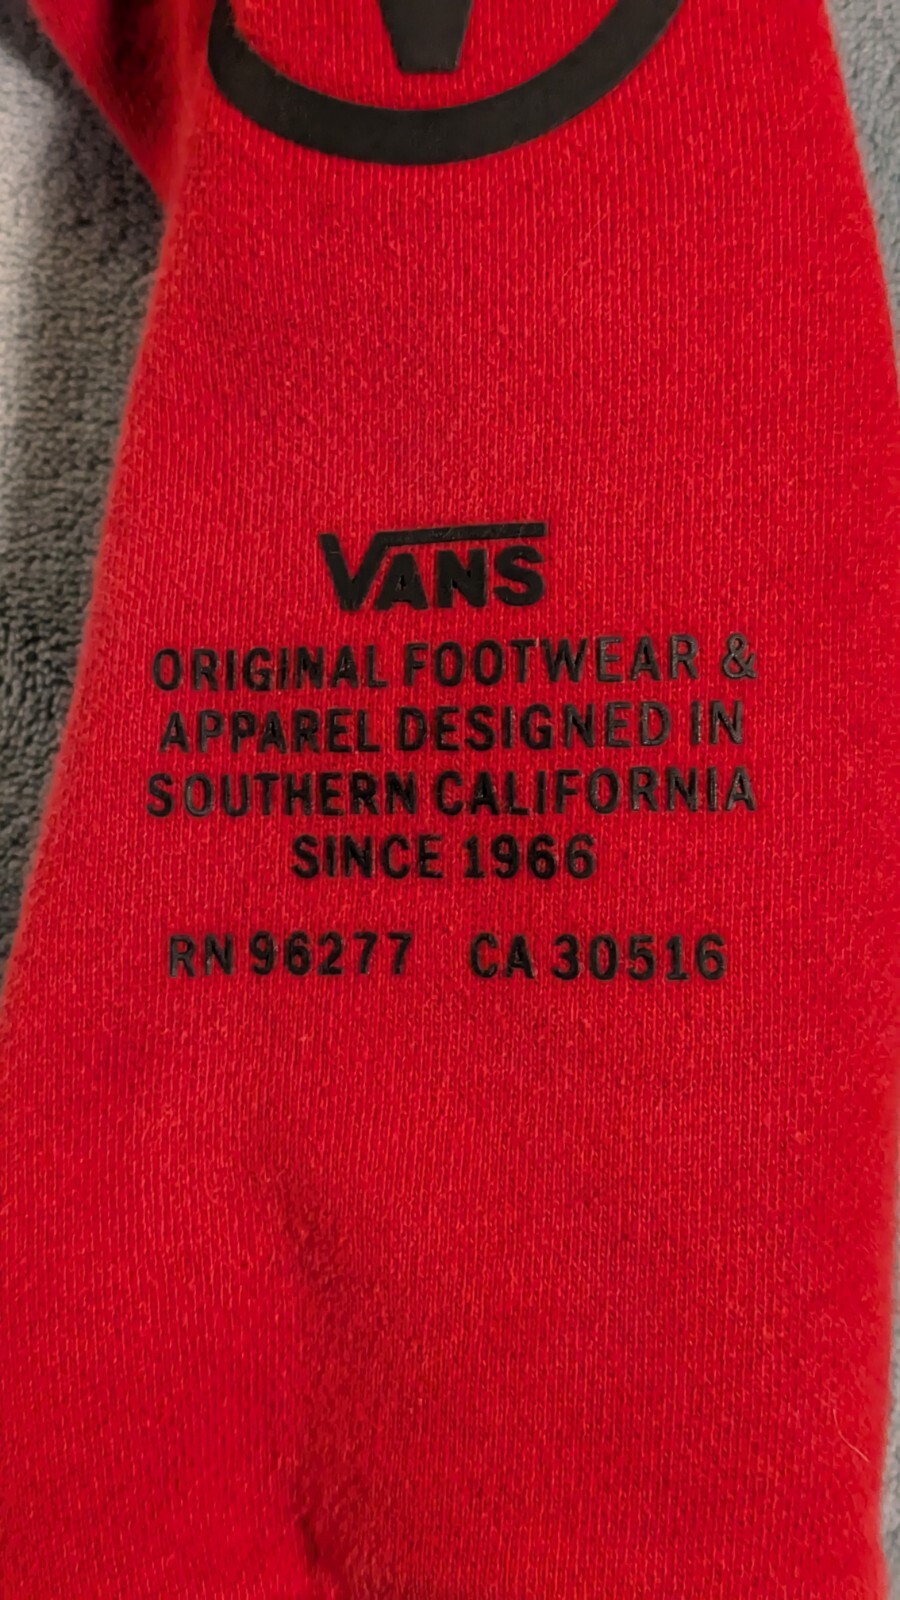 VANS
ORIGINAL FOOTWEAR &
APPAREL DESIGNED IN
SOUTHERN CALIFORNIA
SINCE 1966
RN 96277 CA 30516